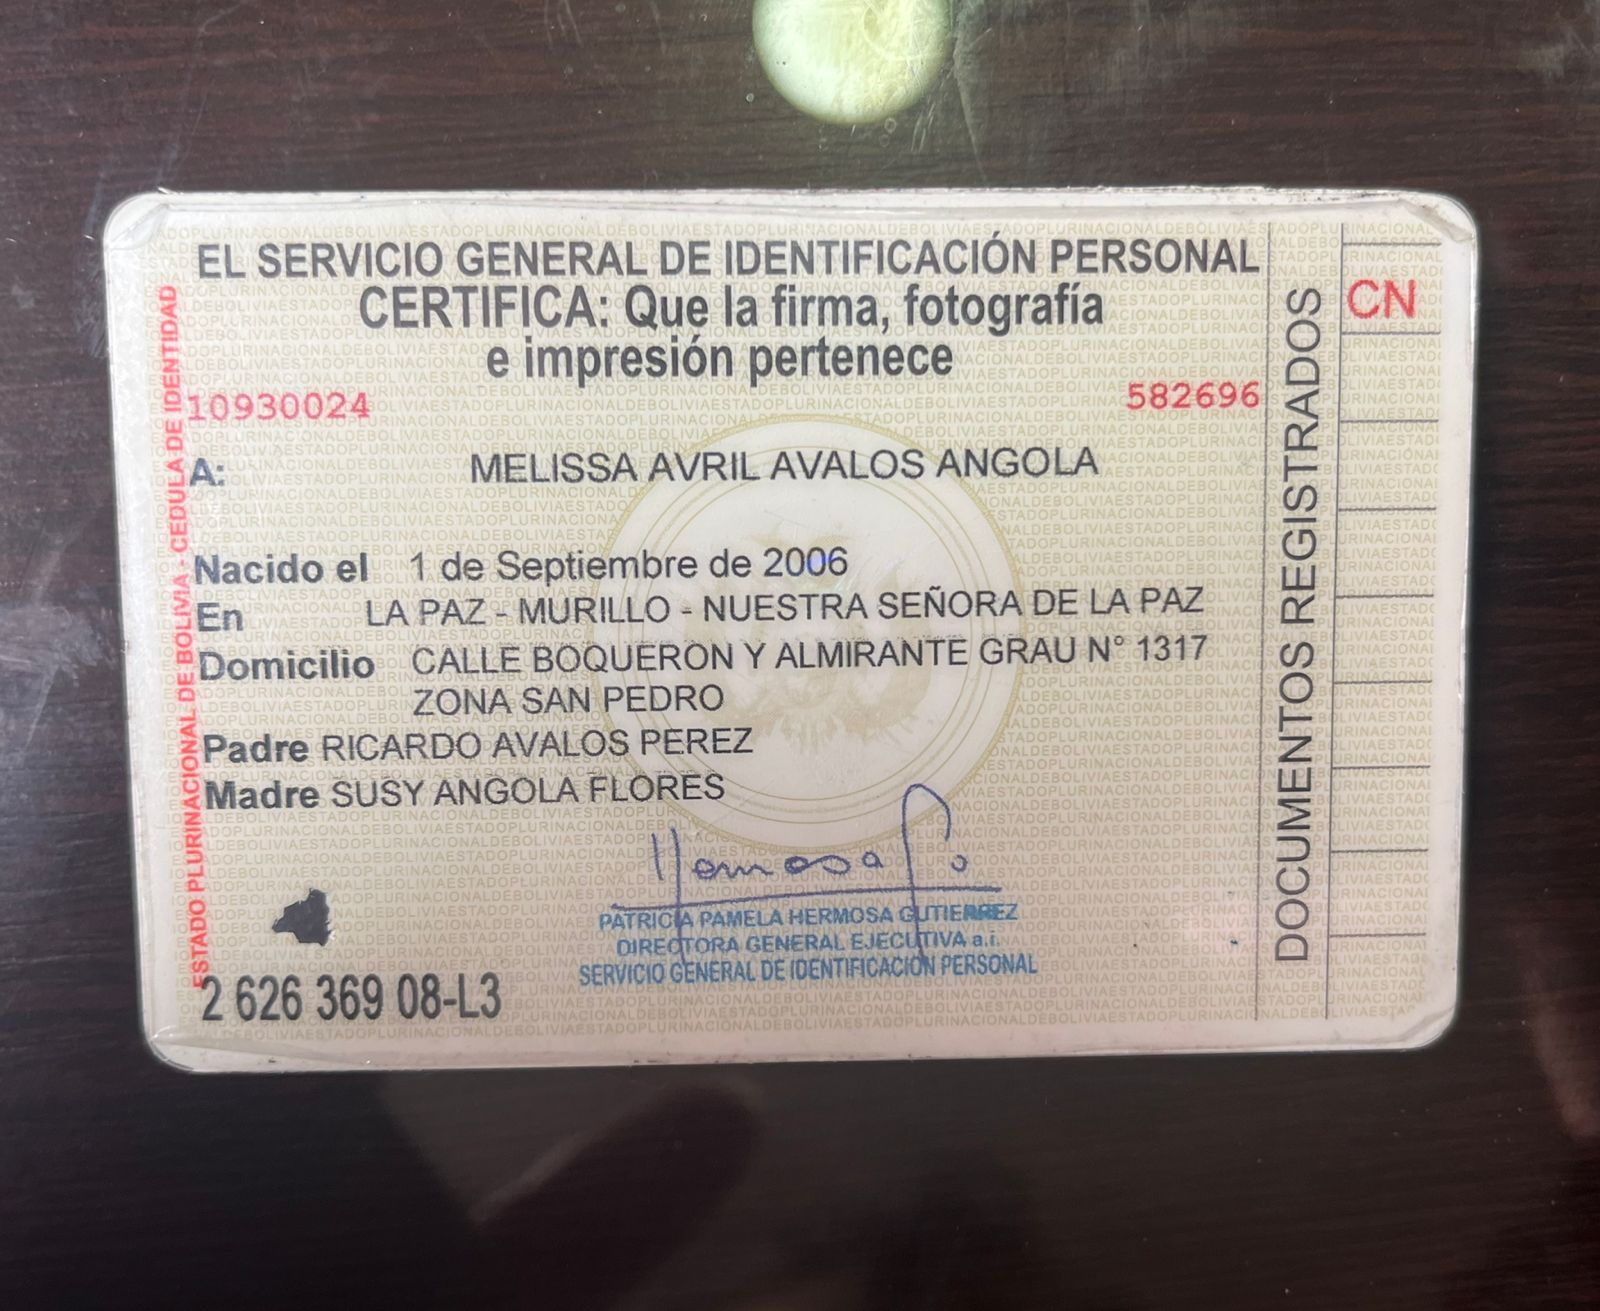 EL SERVICIO GENERAL DE IDENTIFICACIÓN PERSONAL
CERTIFICA: Que la firma, fotografía
e impresión pertenece
10930024
582696
A: MELISSA AVRIL AVALOS ANGOLA
Nacido el 1 de Septiembre de 2006
En LA PAZ - MURILLO - NUESTRA SEÑORA DE LA PAZ
Domicilio CALLE BOQUERON Y ALMIRANTE GRAU N° 1317
ZONA SAN PEDRO
Padre RICARDO AVALOS PEREZ
Madre SUSY ANGOLA FLORES
PATRICIA PAMELA HERMOSA GUTIERREZ
DIRECTORA GENERAL EJECUTIVA a.i.
SERVICIO GENERAL DE IDENTIFICACIÓN PERSONAL
2 626 369 08-L3
ESTADO PLURINACIONAL DE BOLIVIA - CEDULA DE IDENTIDAD
DOCUMENTOS REGISTRADOS
CN